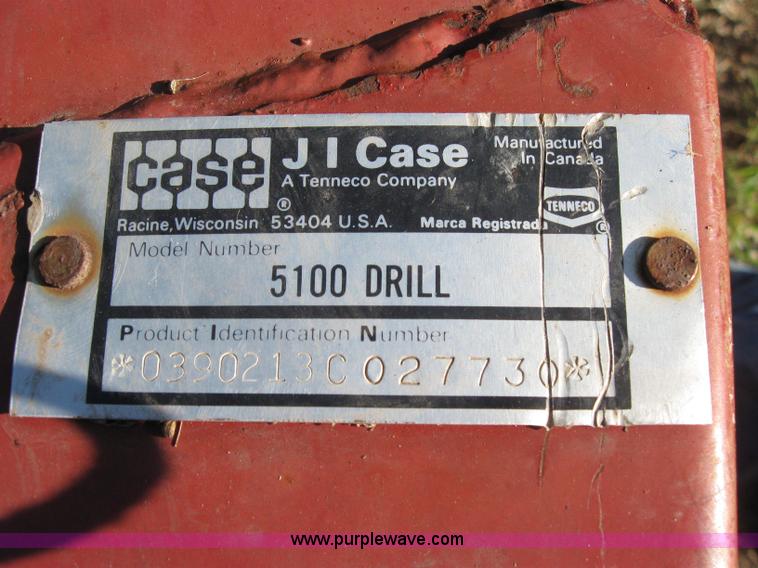 case
®
J I Case
A Tenneco Company
Manufactured
In Canada
TENNECO
®
Racine, Wisconsin 53404 U.S.A. Marca Registrada
Model Number
5100 DRILL
Product Identification Number
*0390213C027730*
www.purplewave.com